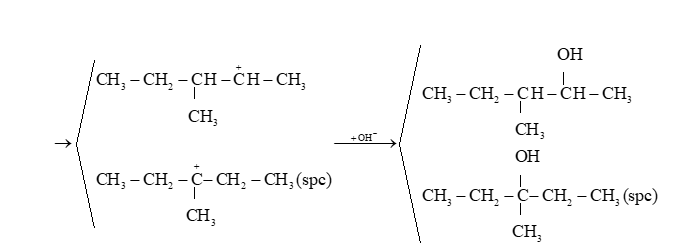 CH₃ – CH₂ – CH – C⁺H – CH₃
CH₃
+OH⁻
CH₃ – CH₂ – C⁺ – CH₂ – CH₃ (spc)
CH₃
OH
CH₃ – CH₂ – CH – CH – CH₃
CH₃
OH
CH₃ – CH₂ – C – CH₂ – CH₃ (spc)
CH₃